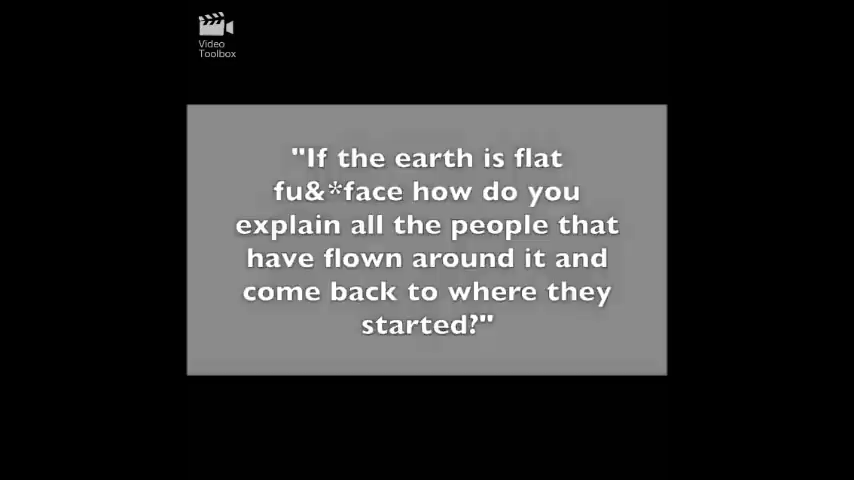 Video
Toolbox
"If the earth is flat
fu&*face how do you
explain all the people that
have flown around it and
come back to where they
started?"